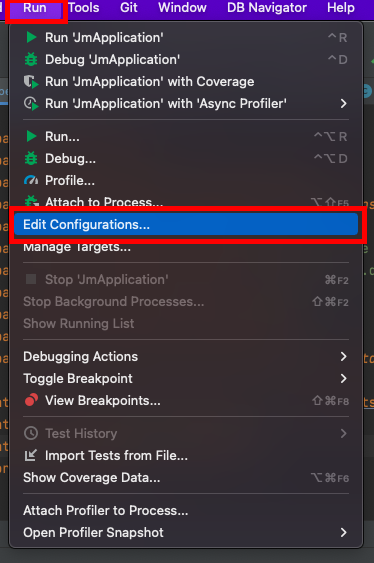 Run Tools Git Window DB Navigator Help
Run 'JmApplication' ⌃R
Debug 'JmApplication' ⌃D
Run 'JmApplication' with Coverage
Run 'JmApplication' with 'Async Profiler'
Run... ⌃⌥R
Debug... ⌃⌥D
Profile...
Attach to Process... ⌥⇧F5
Edit Configurations...
Manage Targets...
Stop 'JmApplication' ⌘F2
Stop Background Processes... ⇧⌘F2
Show Running List
Debugging Actions
Toggle Breakpoint
View Breakpoints... ⇧⌘F8
Test History
Import Tests from File...
Show Coverage Data... ⌥⌘F6
Attach Profiler to Process...
Open Profiler Snapshot